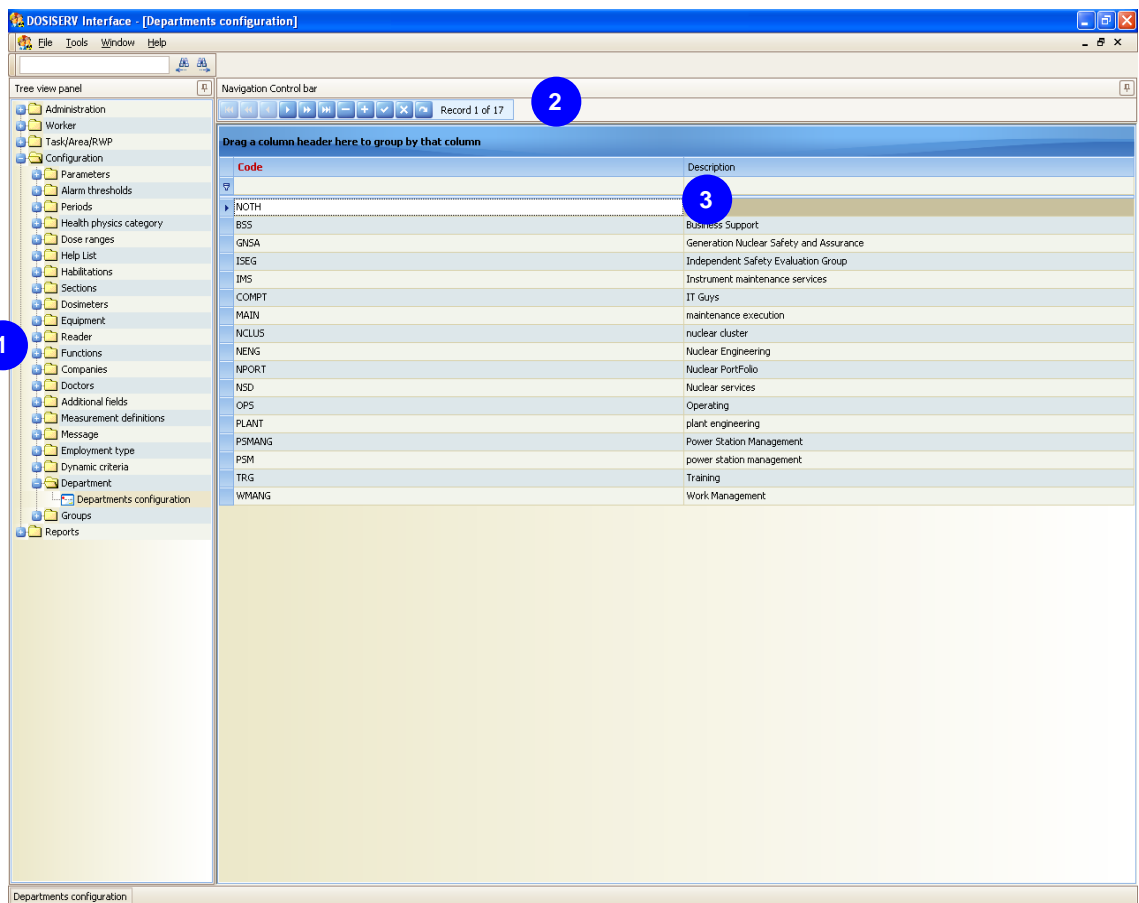 DOSISERV Interface - [Departments configuration]
File Tools Window Help
Tree view panel
Navigation Control bar
Administration
Worker
Task/Area/RWP
Configuration
Parameters
Alarm thresholds
Periods
Health physics category
Dose ranges
Help List
Habilitations
Sections
Dosimeters
Equipment
Reader
Functions
Companies
Doctors
Additional fields
Measurement definitions
Message
Employment type
Dynamic criteria
Department
Departments configuration
Groups
Reports
1
Record 1 of 17
2
Drag a column header here to group by that column
Code Description
3
NOTH
BSS Business Support
GNSA Generation Nuclear Safety and Assurance
ISEG Independent Safety Evaluation Group
IMS Instrument maintenance services
COMPT IT Guys
MAIN maintenance execution
NCLUS nuclear cluster
NENG Nuclear Engineering
NPORT Nuclear PortFolio
NSD Nuclear services
OPS Operating
PLANT plant engineering
PSMANG Power Station Management
PSM power station management
TRG Training
WMANG Work Management
Departments configuration